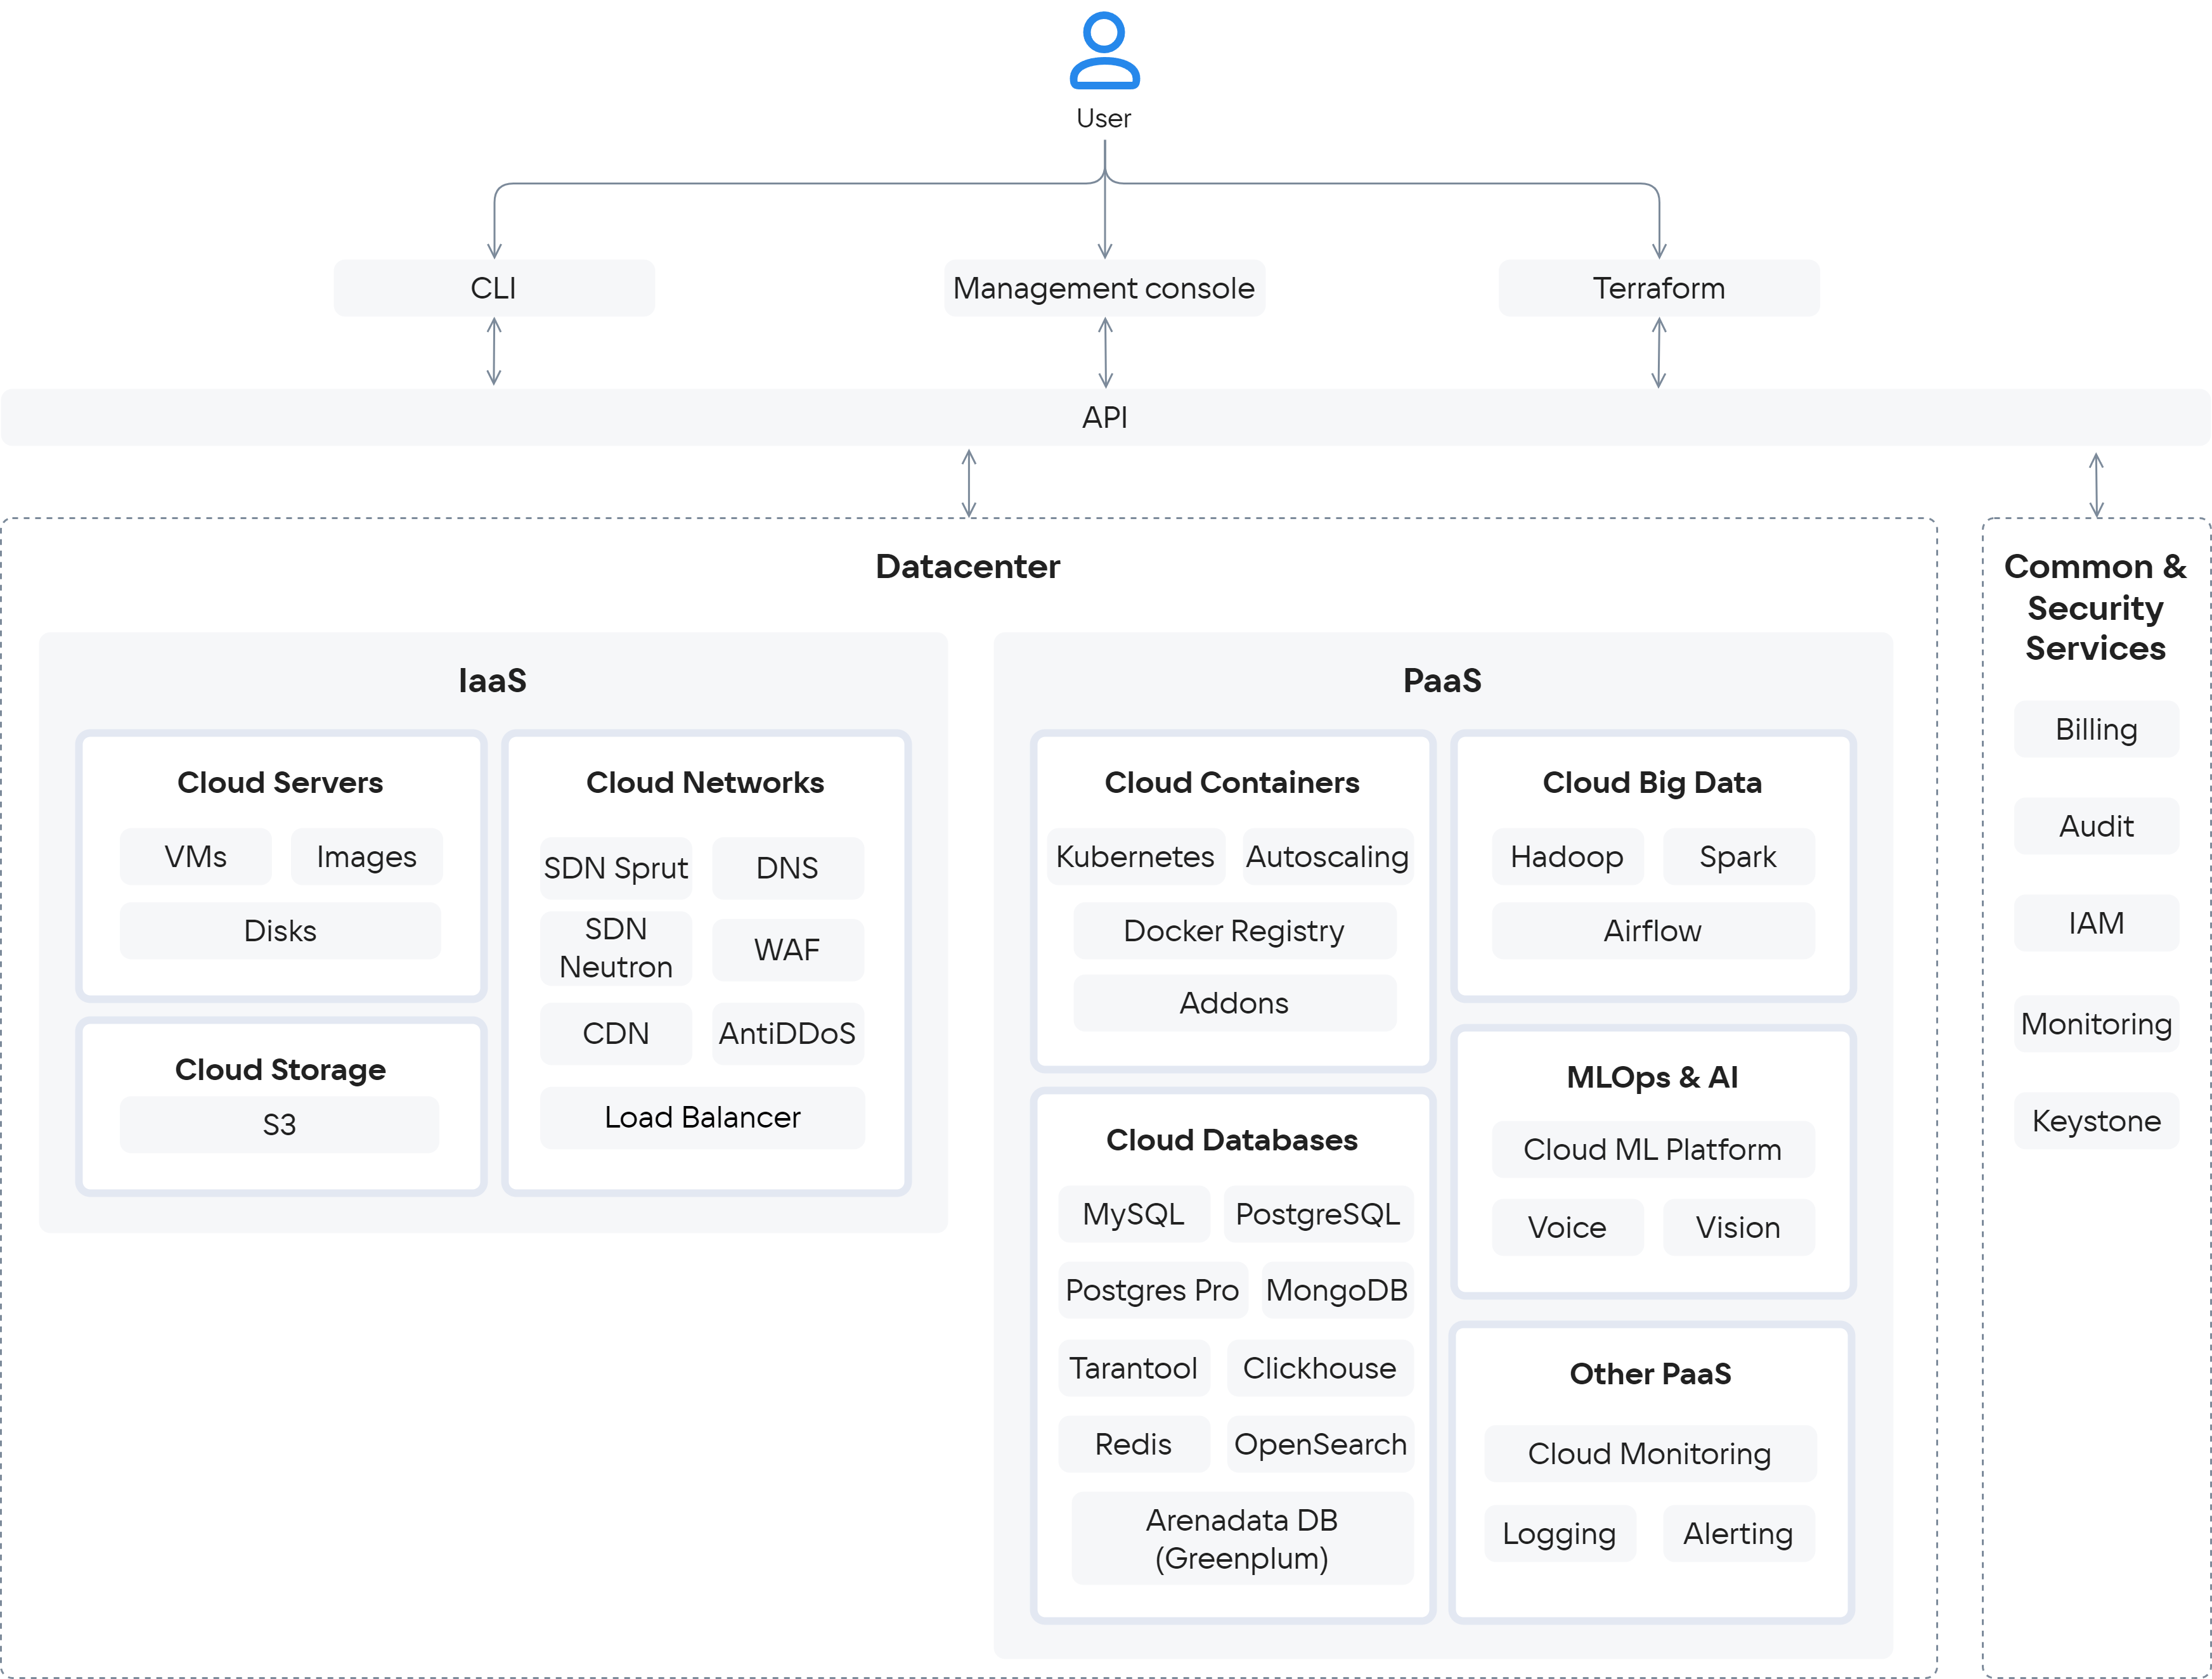 User
CLI
Management console
Terraform
API
Datacenter
IaaS
Cloud Servers
VMs
Images
Disks
Cloud Storage
S3
Cloud Networks
SDN Sprut
DNS
SDN
Neutron
WAF
CDN
AntiDDoS
Load Balancer
PaaS
Cloud Containers
Kubernetes
Autoscaling
Docker Registry
Addons
Cloud Databases
MySQL
PostgreSQL
Postgres Pro
MongoDB
Tarantool
Clickhouse
Redis
OpenSearch
Arenadata DB
(Greenplum)
Cloud Big Data
Hadoop
Spark
Airflow
MLOps & AI
Cloud ML Platform
Voice
Vision
Other PaaS
Cloud Monitoring
Logging
Alerting
Common &
Security
Services
Billing
Audit
IAM
Monitoring
Keystone